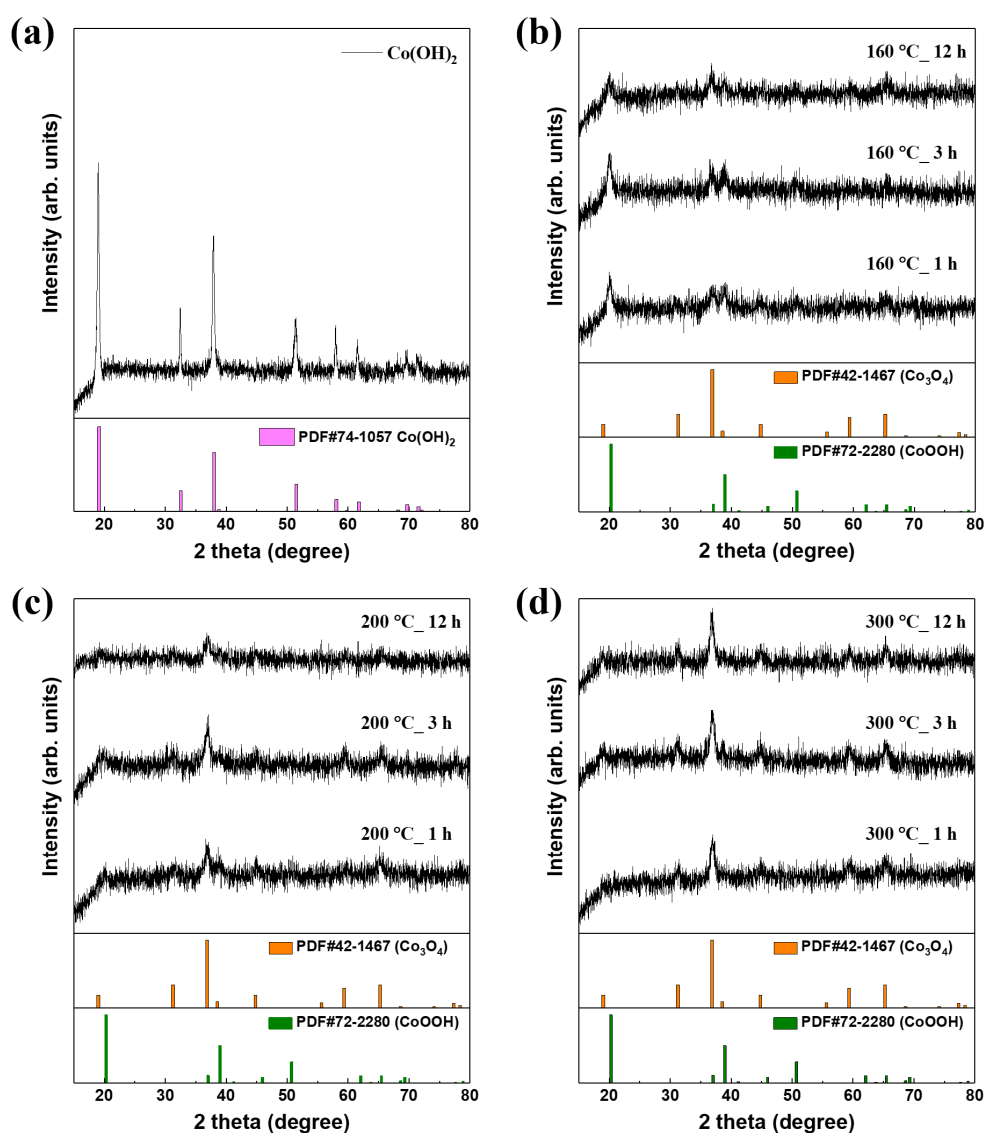 (a)
Co(OH)₂
Intensity (arb. units)
PDF#74-1057 Co(OH)₂
20 30 40 50 60 70 80
2 theta (degree)
(b)
160 °C_ 12 h
160 °C_ 3 h
160 °C_ 1 h
Intensity (arb. units)
PDF#42-1467 (Co₃O₄)
PDF#72-2280 (CoOOH)
20 30 40 50 60 70 80
2 theta (degree)
(c)
200 °C_ 12 h
200 °C_ 3 h
200 °C_ 1 h
Intensity (arb. units)
PDF#42-1467 (Co₃O₄)
PDF#72-2280 (CoOOH)
20 30 40 50 60 70 80
2 theta (degree)
(d)
300 °C_ 12 h
300 °C_ 3 h
300 °C_ 1 h
Intensity (arb. units)
PDF#42-1467 (Co₃O₄)
PDF#72-2280 (CoOOH)
20 30 40 50 60 70 80
2 theta (degree)